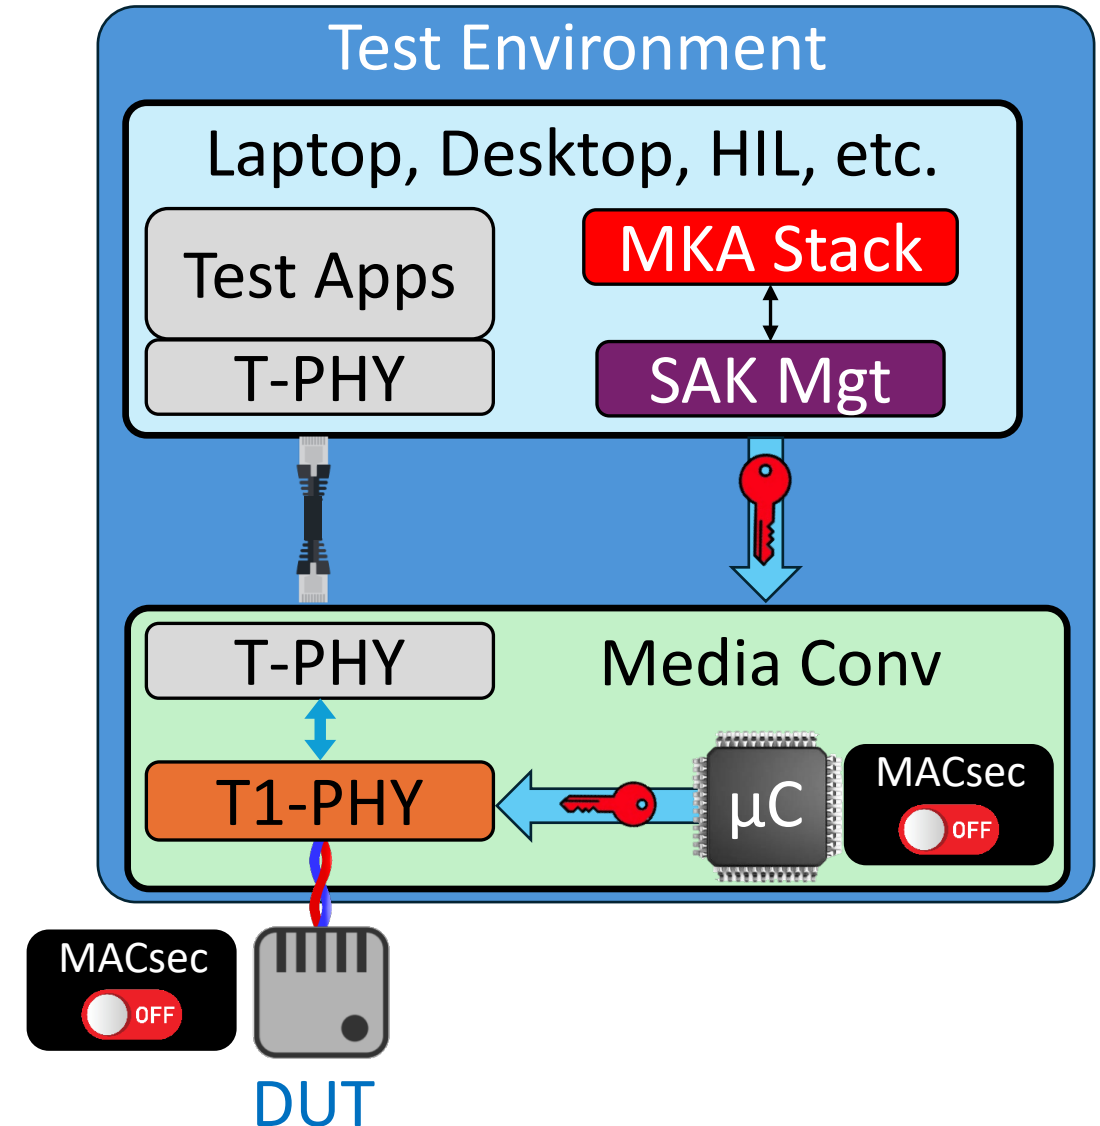 Test Environment
Laptop, Desktop, HIL, etc.
Test Apps
MKA Stack
T-PHY
SAK Mgt
T-PHY
Media Conv
T1-PHY
µC
MACsec
OFF
MACsec
OFF
DUT